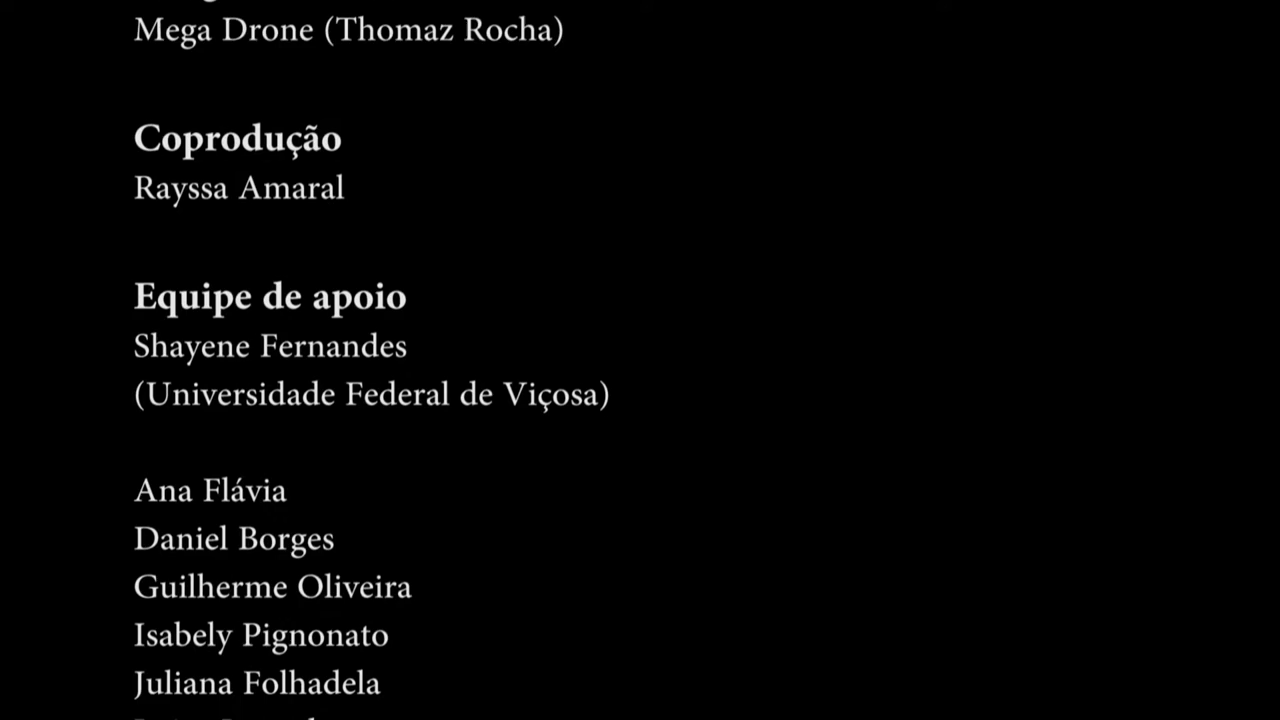 Mega Drone (Thomaz Rocha)
Coprodução
Rayssa Amaral
Equipe de apoio
Shayene Fernandes
(Universidade Federal de Viçosa)
Ana Flávia
Daniel Borges
Guilherme Oliveira
Isabely Pignonato
Juliana Folhadela